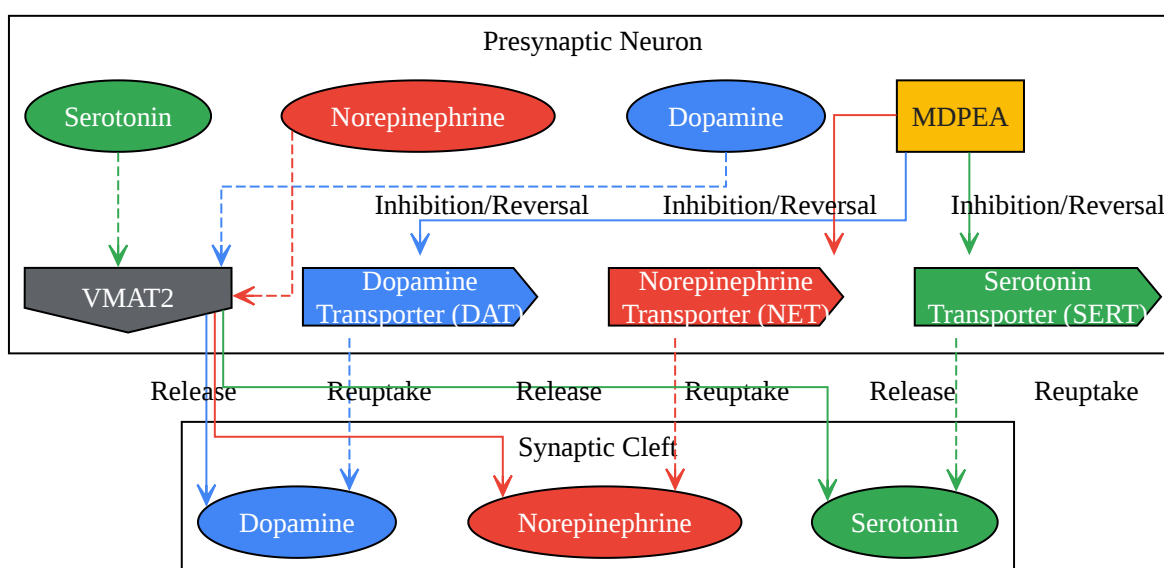 Presynaptic Neuron
Serotonin
Norepinephrine
Dopamine
MDPEA
Inhibition/Reversal
Inhibition/Reversal
Inhibition/Reversal
VMAT2
Dopamine
Transporter (DAT)
Norepinephrine
Transporter (NET)
Serotonin
Transporter (SERT)
Release
Reuptake
Release
Reuptake
Release
Reuptake
Synaptic Cleft
Dopamine
Norepinephrine
Serotonin